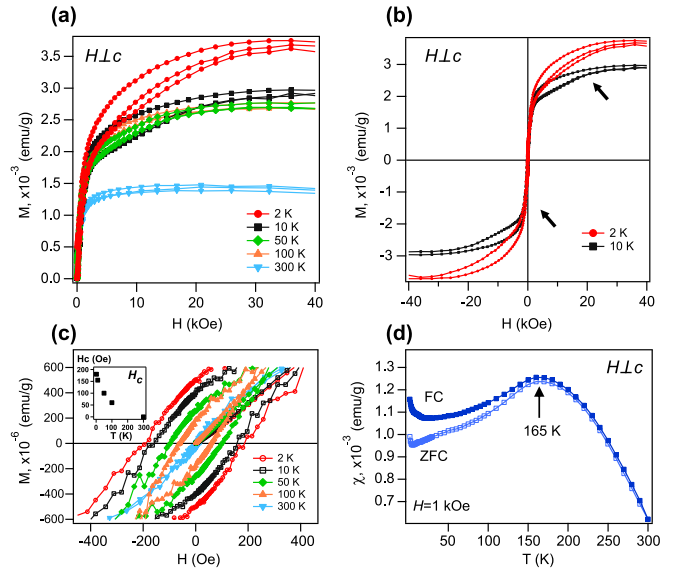 (a)
H⊥c
M, x10⁻³ (emu/g)
3.5
3.0
2.5
2.0
1.5
1.0
0.5
0.0
0
10
20
30
40
H (kOe)
2 K
10 K
50 K
100 K
300 K
(b)
H⊥c
M, x10⁻³ (emu/g)
3
2
1
0
-1
-2
-3
-40
-20
0
20
40
H (kOe)
2 K
10 K
(c)
M, x10⁻⁶ (emu/g)
600
400
200
0
-200
-400
-600
-400
-200
0
200
400
H (Oe)
Hc (Oe)
200
150
100
50
0
0
100
300
T (K)
Hc
2 K
10 K
50 K
100 K
300 K
(d)
H⊥c
χ, x10⁻³ (emu/g)
1.3
1.2
1.1
1.0
0.9
0.8
0.7
50
100
150
200
250
300
T (K)
FC
ZFC
165 K
H=1 kOe